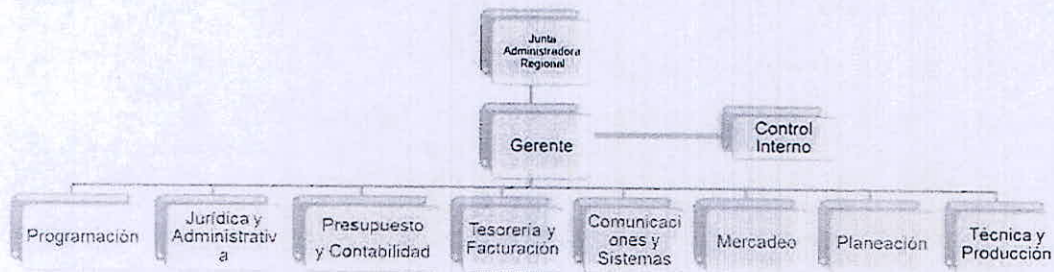 Junta
Administradora
Regional
Gerente
Control
Interno
Programación
Jurídica y
Administrativ
a
Presupuesto
y Contabilidad
Tesorería y
Facturación
Comunicaci
ones y
Sistemas
Mercadeo
Planeación
Técnica y
Producción